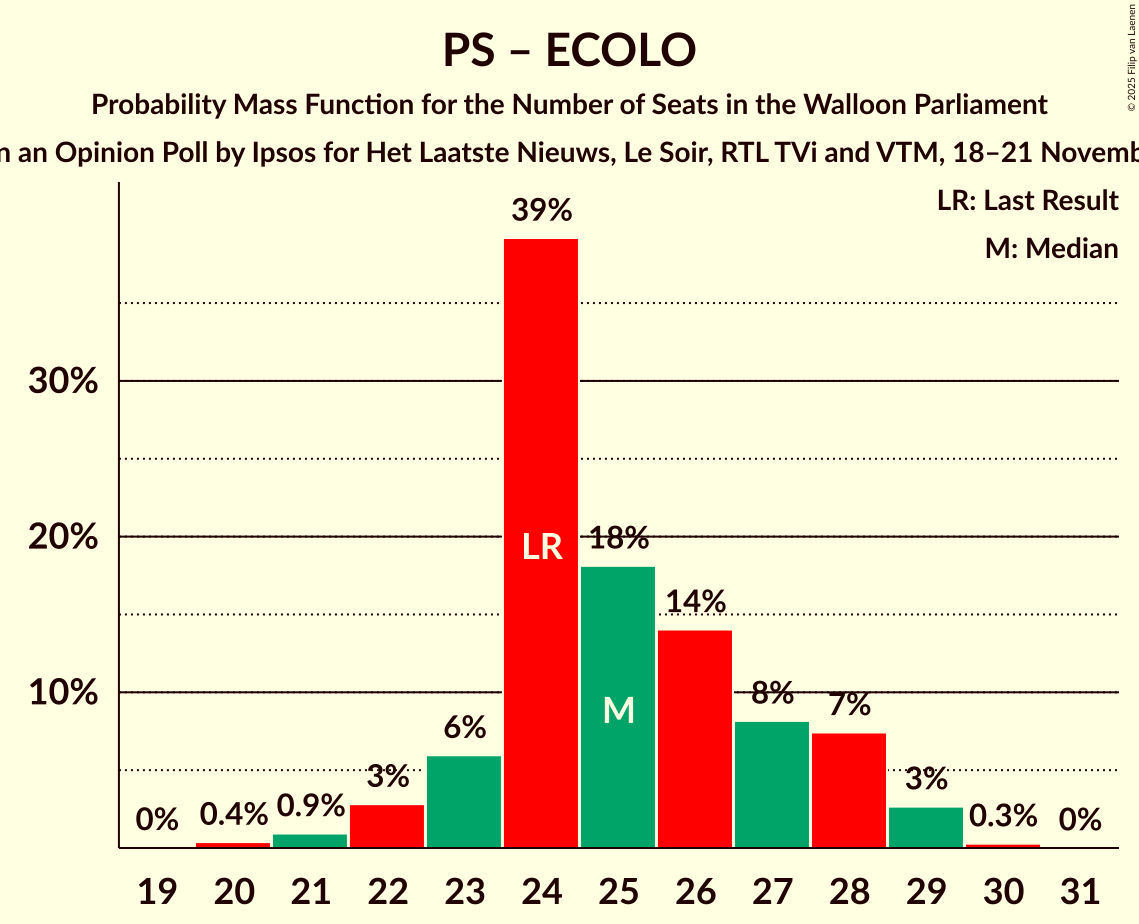 © 2025 Filip van Laenen
PS – ECOLO
Probability Mass Function for the Number of Seats in the Walloon Parliament
an Opinion Poll by Ipsos for Het Laatste Nieuws, Le Soir, RTL TVi and VTM, 18–21
LR: Last Result
M: Median
39%
30%
20%
10%
LR
18%
14%
M
8%
7%
6%
3%
3%
0%
0.4%
0.9%
0.3%
0%
19 20 21 22 23 24 25 26 27 28 29 30 31